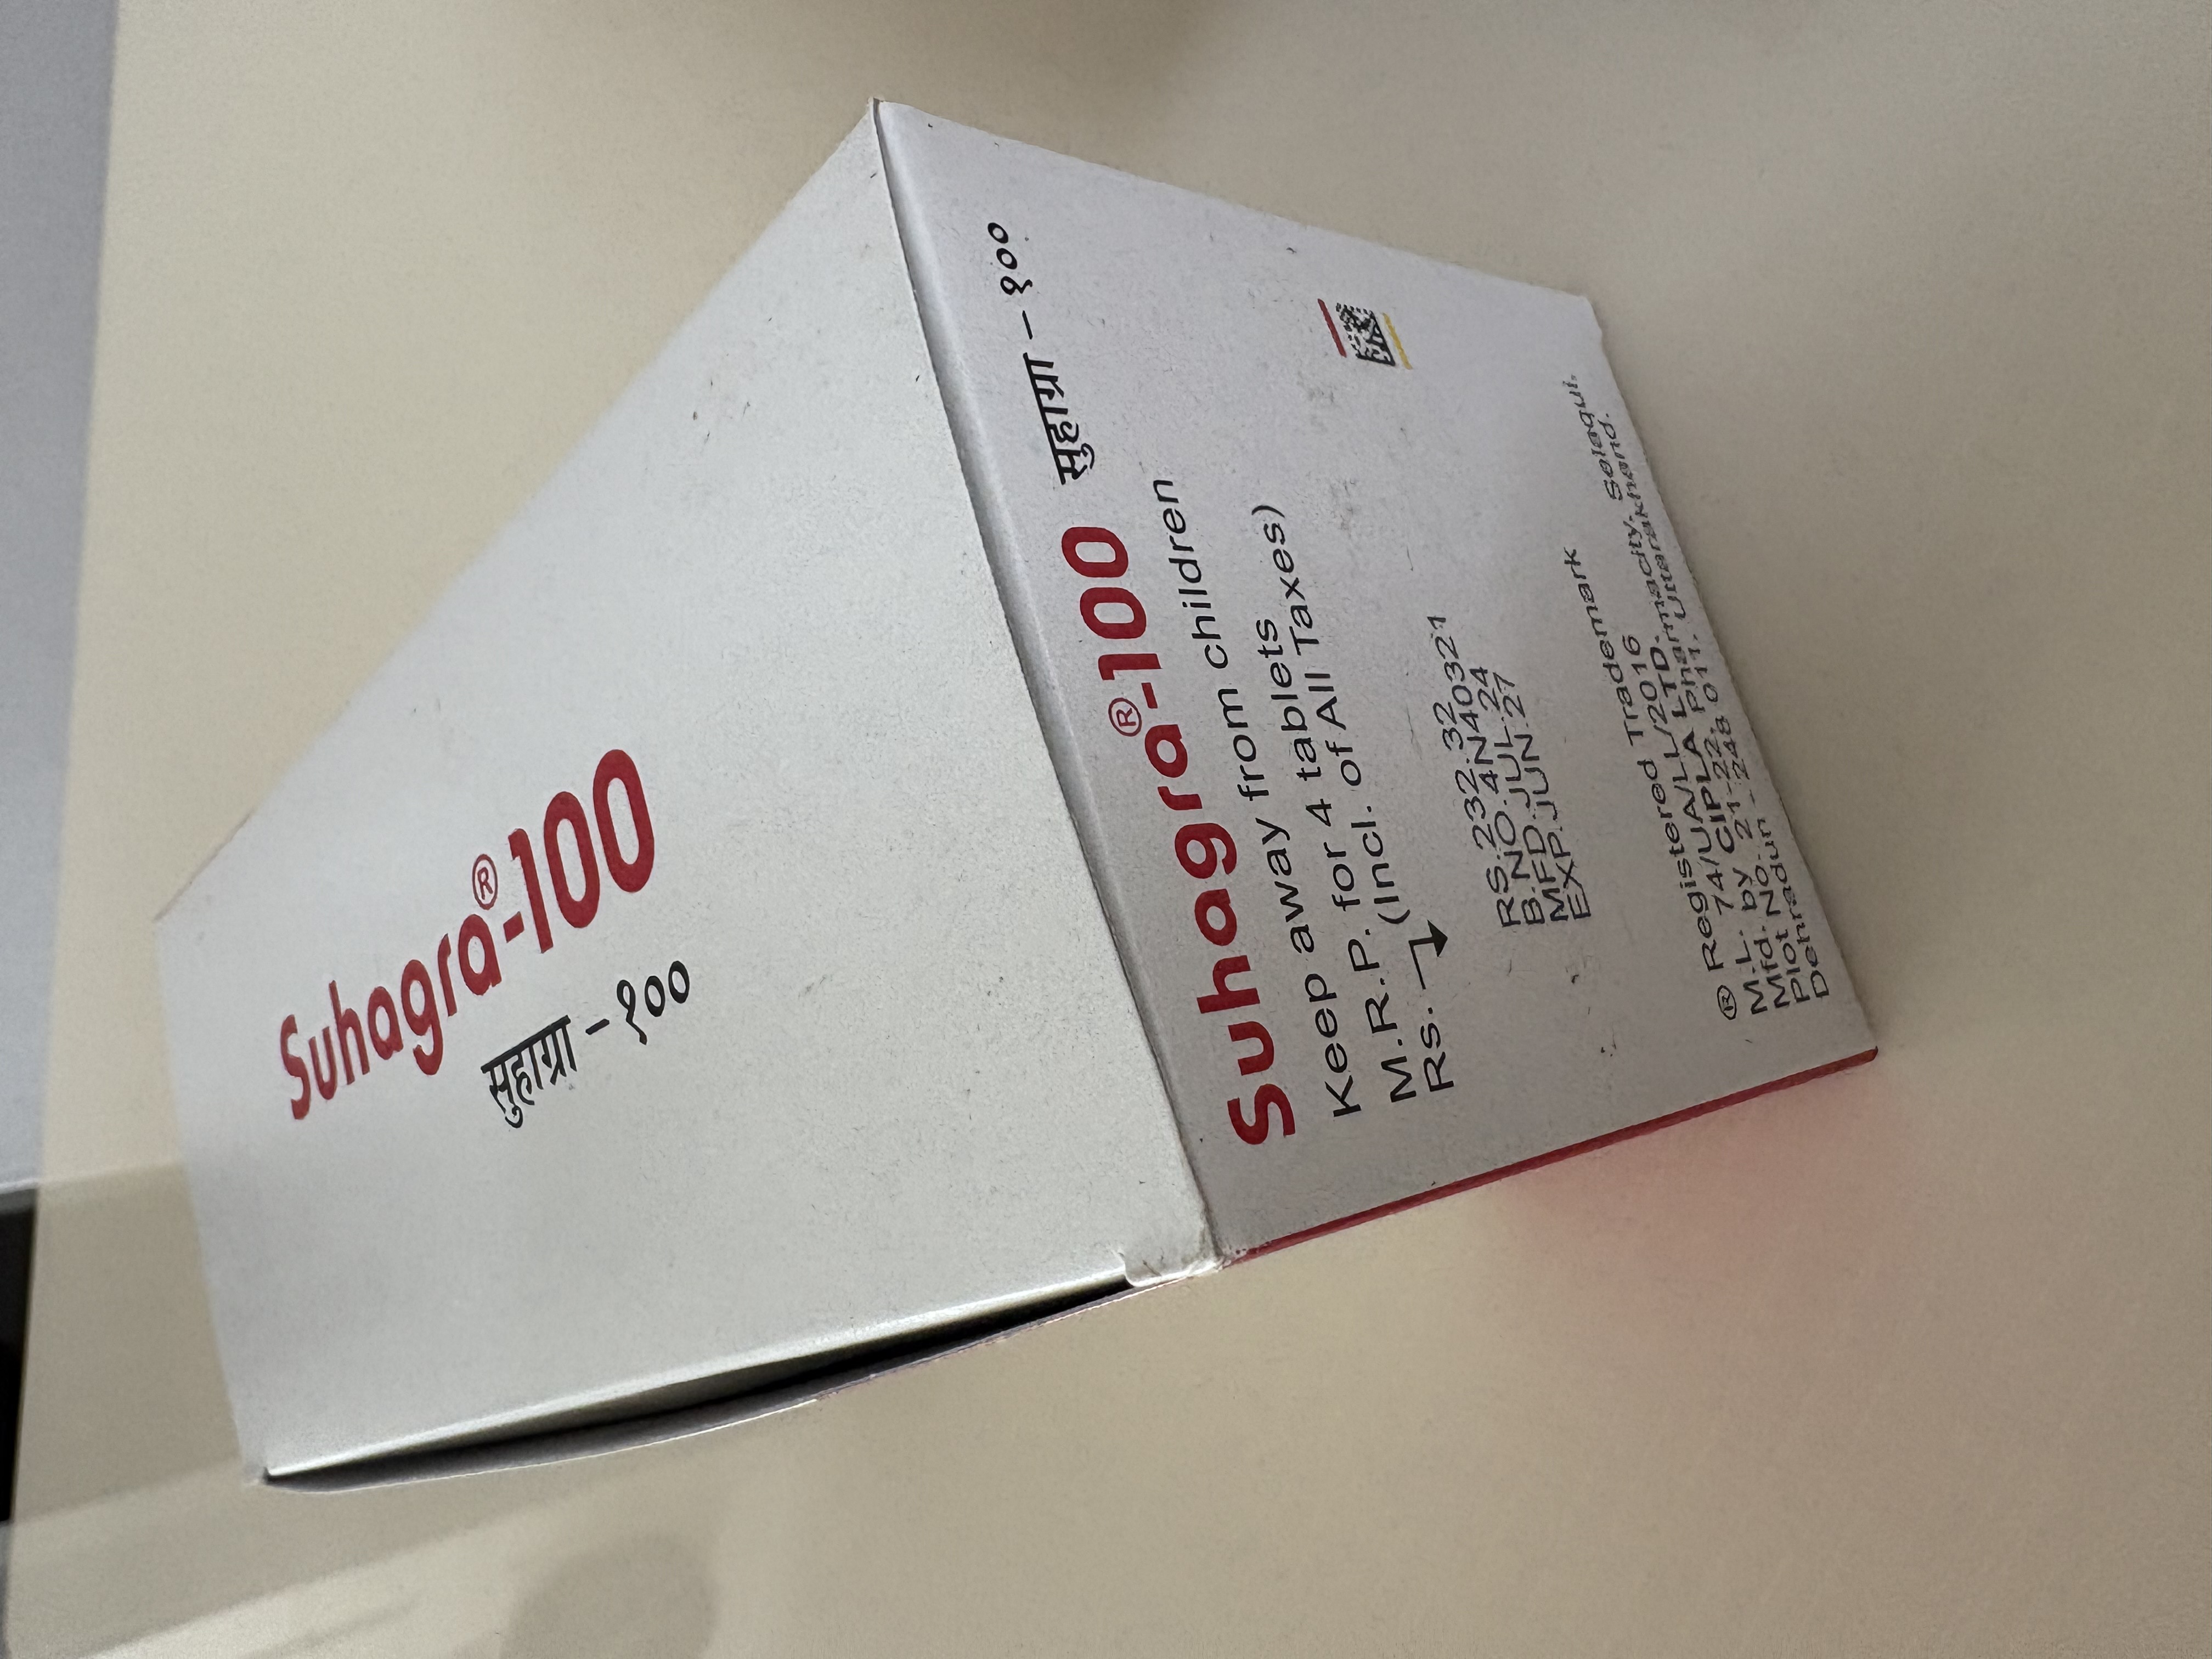 Suhagra®-100
सुहाग्रा – १००
Suhagra®-100 सुहाग्रा – १००
Keep away from children
M.R.P. for 4 tablets
Rs. (Incl. of All Taxes)
RS.232.32
B.NO.4N40321
MFD.JUL.24
EXP.JUN.27
® Registered Trademark
M.L. 74/UA/LL/2016
Mfd. by CIPLA LTD.
Plot No. 21-22, Pharmacity, Selaqui,
Dehradun - 248 011, Uttarakhand.